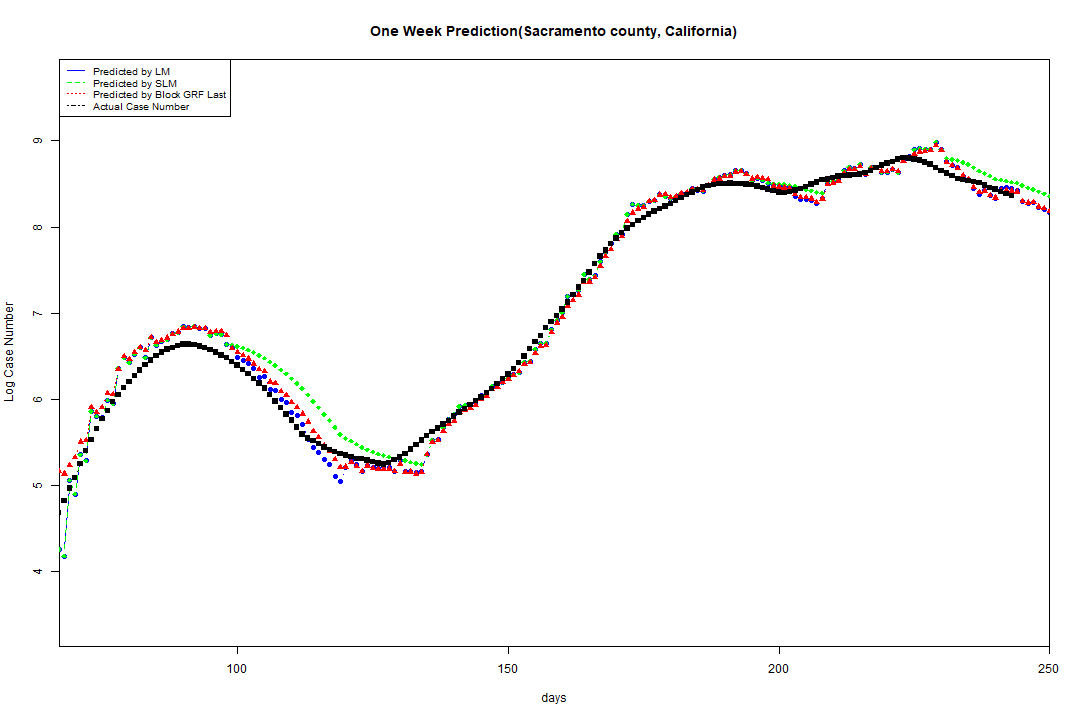 One Week Prediction(Sacramento county, California)
Predicted by LM
Predicted by SLM
Predicted by Block GRF Last
Actual Case Number
9
8
7
6
5
4
Log Case Number
100 150 200 250
days